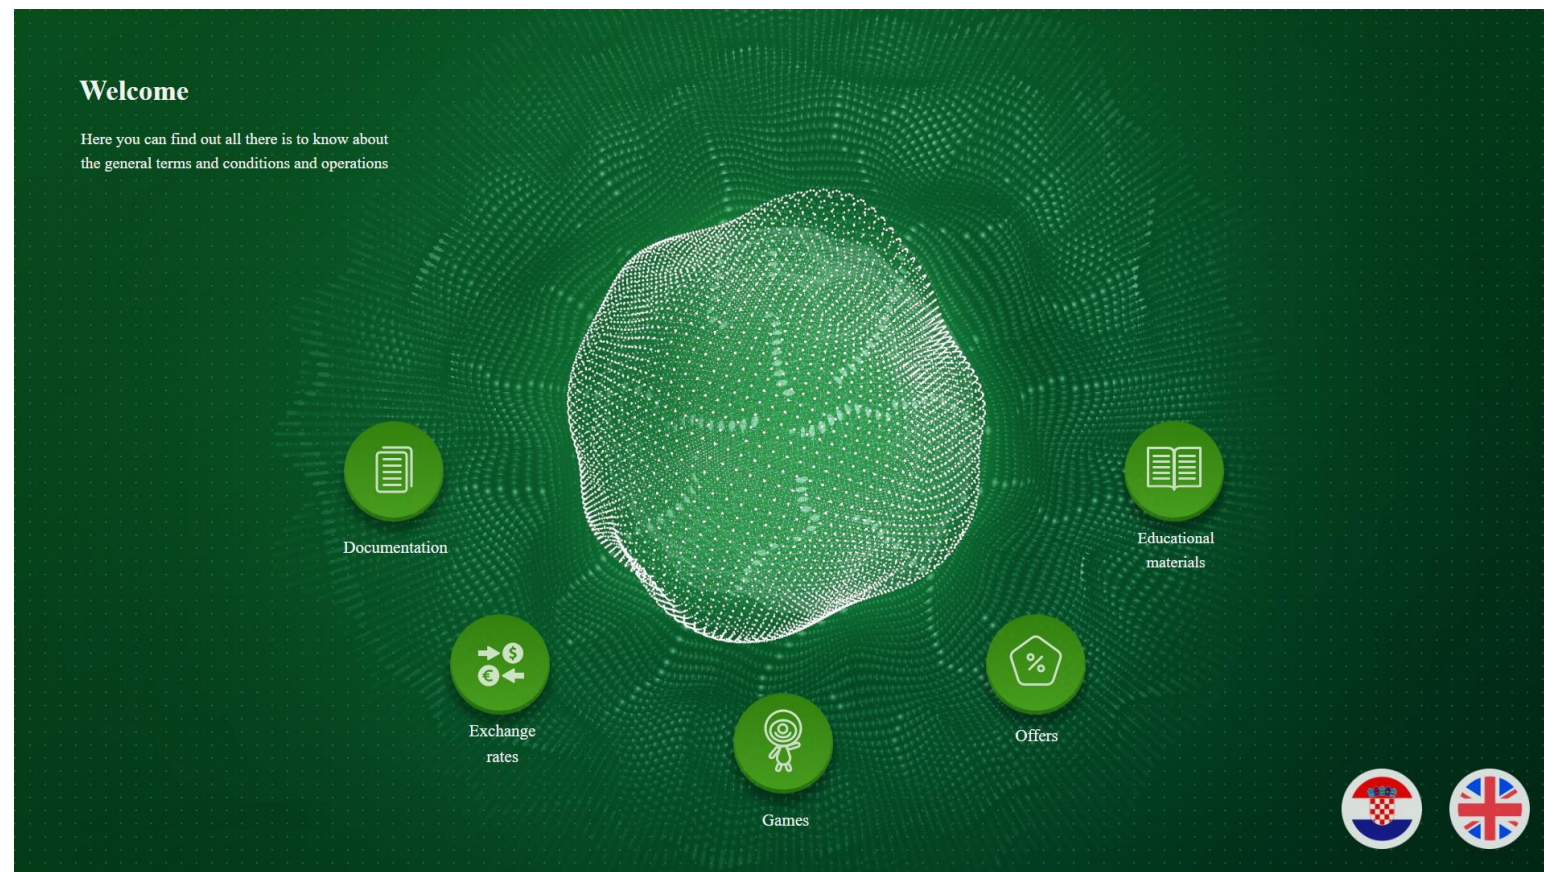 Welcome
Here you can find out all there is to know about
the general terms and conditions and operations
Documentation
Educational
materials
$
€
Exchange
rates
%
Offers
Games